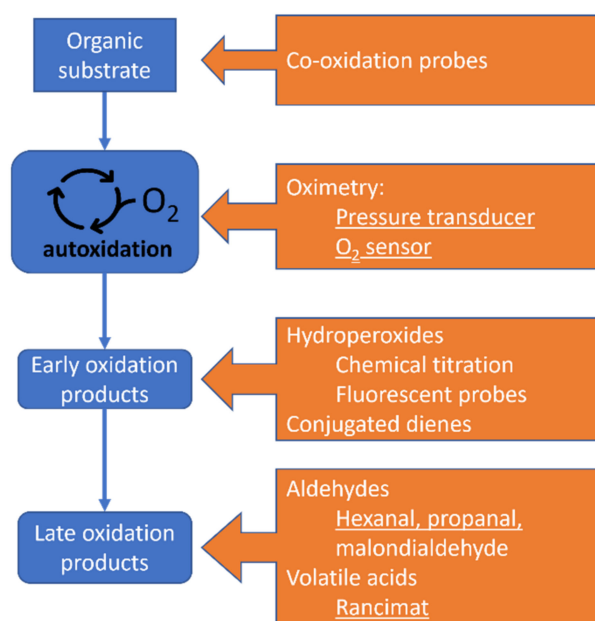 Organic
substrate
Co-oxidation probes
O₂
autoxidation
Oximetry:
Pressure transducer
O₂ sensor
Early oxidation
products
Hydroperoxides
Chemical titration
Fluorescent probes
Conjugated dienes
Late oxidation
products
Aldehydes
Hexanal, propanal,
malondialdehyde
Volatile acids
Rancimat